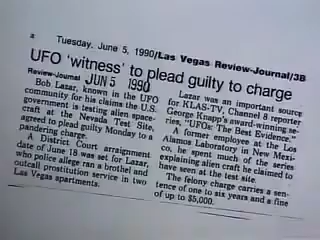 a
Tuesday, June 5, 1990/Las Vegas Review-Journal/3B
UFO 'witness' to plead guilty to charge
Review-Journal JUN 5 1990
Bob Lazar, known in the UFO
community for his claims the U.S.
government is testing alien space-
craft at the Nevada Test Site,
agreed to plead guilty Monday to a
pandering charge.
A District Court arraignment
date of June 18 was set for Lazar,
who police allege ran a brothel and
outcall prostitution service in two
Las Vegas apartments.
Lazar was an important source
for KLAS-TV, Channel 8 reporter
George Knapp's award-winning se-
ries, "UFOs: The Best Evidence."
A former employee at the Los
Alamos Laboratory in New Mexi-
co, he spent much of the series
explaining alien craft he claimed to
have seen at the test site.
The felony charge carries a sen-
tence of one to six years and a fine
of up to $5,000.